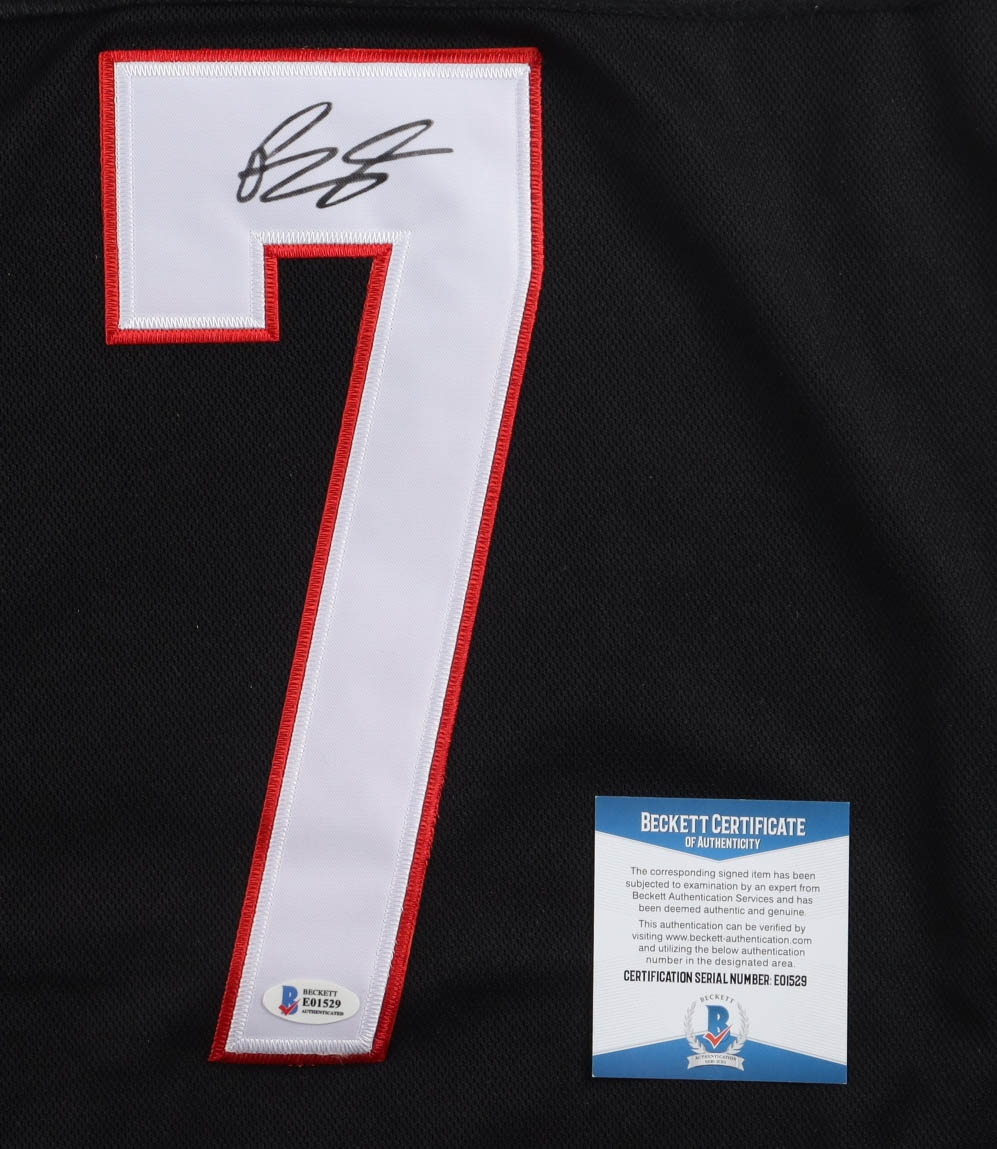 7
BECKETT
E01529
AUTHENTICATED
BECKETT CERTIFICATE
OF AUTHENTICITY
The corresponding signed item has been
subjected to examination by an expert from
Beckett Authentication Services and has
been deemed authentic and genuine.
This authentication can be verified by
visiting www.beckett-authentication.com
and utilizing the below authentication
number in the designated area.
CERTIFICATION SERIAL NUMBER: E01529
BECKETT
B
AUTHENTICATION
SERVICES